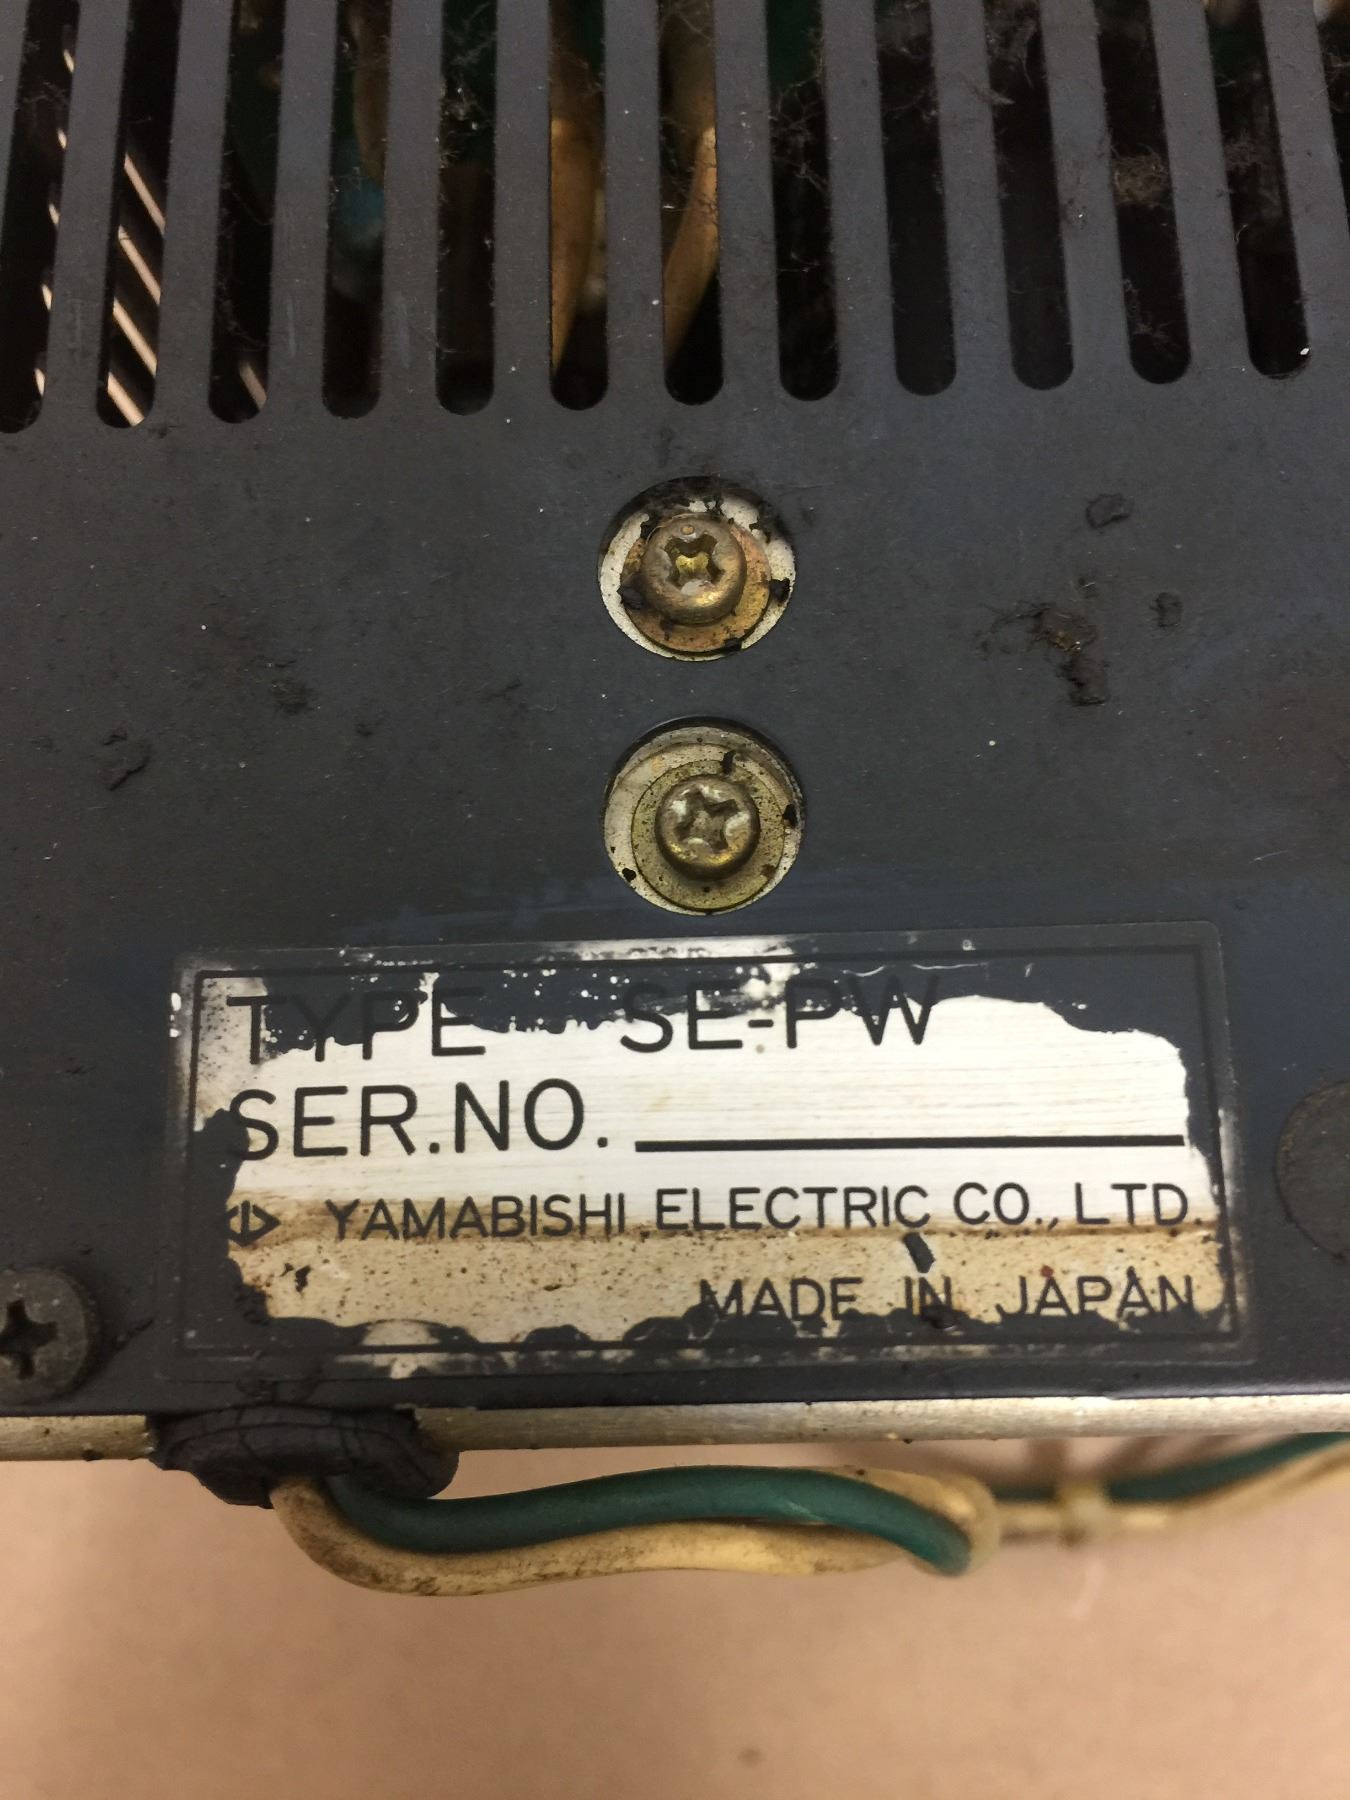 TYPE SE-PW
SER.NO.
YAMABISHI ELECTRIC CO., LTD.
MADE IN JAPAN